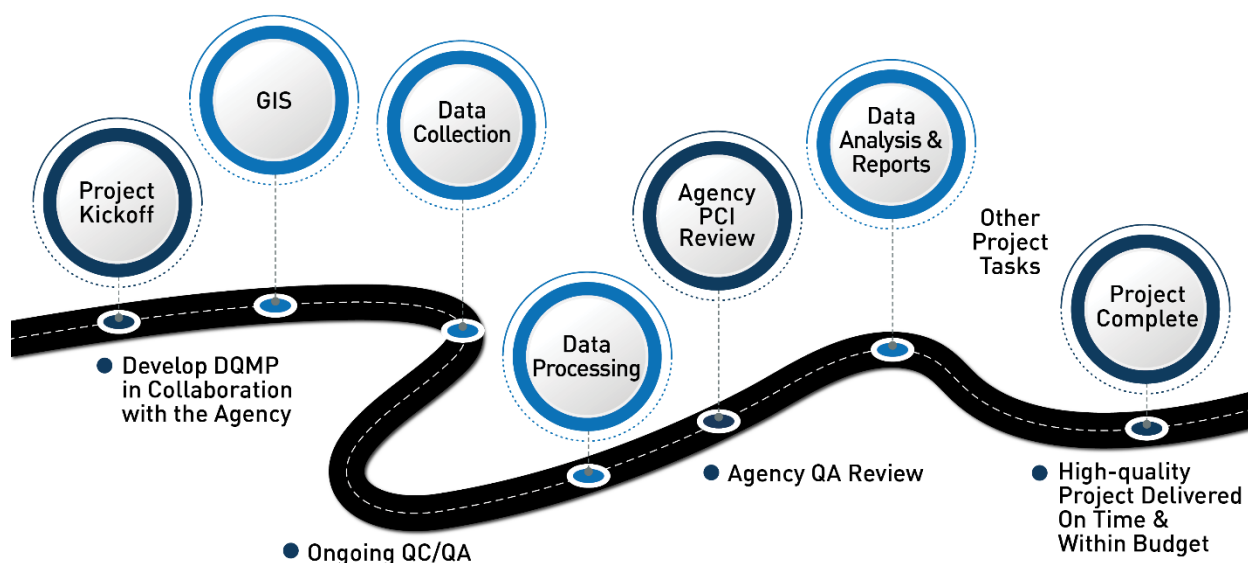 Project
Kickoff
GIS
Data
Collection
Data
Processing
Agency
PCI
Review
Data
Analysis &
Reports
Other
Project
Tasks
Project
Complete
Develop DQMP
in Collaboration
with the Agency
Ongoing QC/QA
Agency QA Review
High-quality
Project Delivered
On Time &
Within Budget